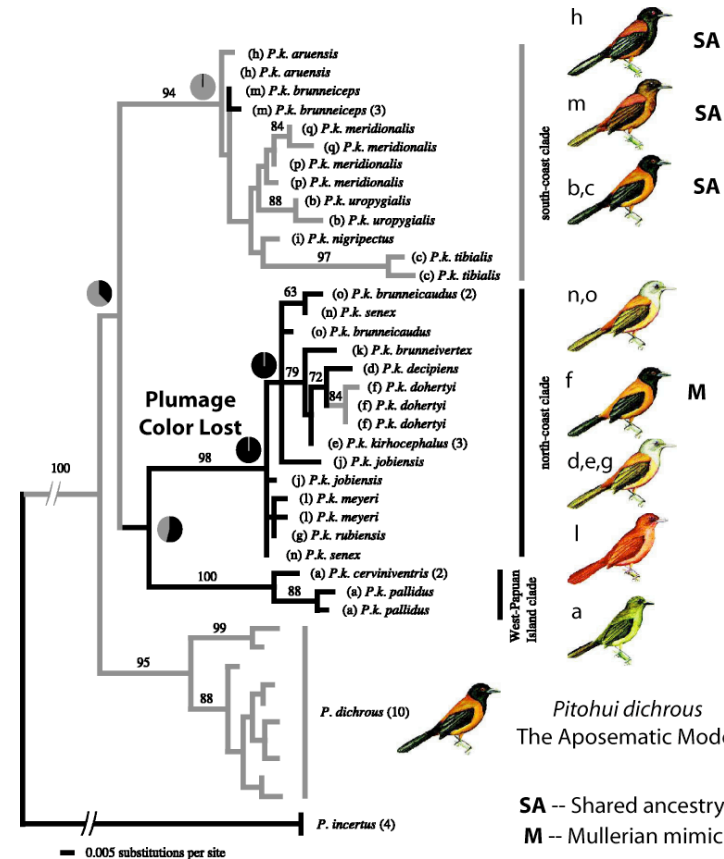 h
SA
(h) P.k. aruensis
(h) P.k. aruensis
94
(m) P.k. brunneiceps
(m) P.k. brunneiceps (3)
m
SA
84
(q) P.k. meridionalis
(q) P.k. meridionalis
(p) P.k. meridionalis
(p) P.k. meridionalis
south-coast clade
b,c
SA
88
(b) P.k. uropygialis
(b) P.k. uropygialis
(i) P.k. nigripectus
97
(c) P.k. tibialis
(c) P.k. tibialis
63
(o) P.k. brunneicaudus (2)
(n) P.k. senex
n,o
(o) P.k. brunneicaudus
(k) P.k. brunneivertex
79
72
(d) P.k. decipiens
84
(f) P.k. dohertyi
(f) P.k. dohertyi
(f) P.k. dohertyi
f
M
Plumage
Color Lost
(e) P.k. kirhocephalus (3)
north-coast clade
(j) P.k. jobiensis
98
(j) P.k. jobiensis
d,e,g
100
(l) P.k. meyeri
(l) P.k. meyeri
(g) P.k. rubiensis
(n) P.k. senex
l
100
(a) P.k. cerviniventris (2)
88
(a) P.k. pallidus
(a) P.k. pallidus
West-Papuan
Island clade
a
99
95
88
P. dichrous (10)
Pitohui dichrous
The Aposematic Mode
SA -- Shared ancestry
M -- Mullerian mimic
P. incertus (4)
0.005 substitutions per site